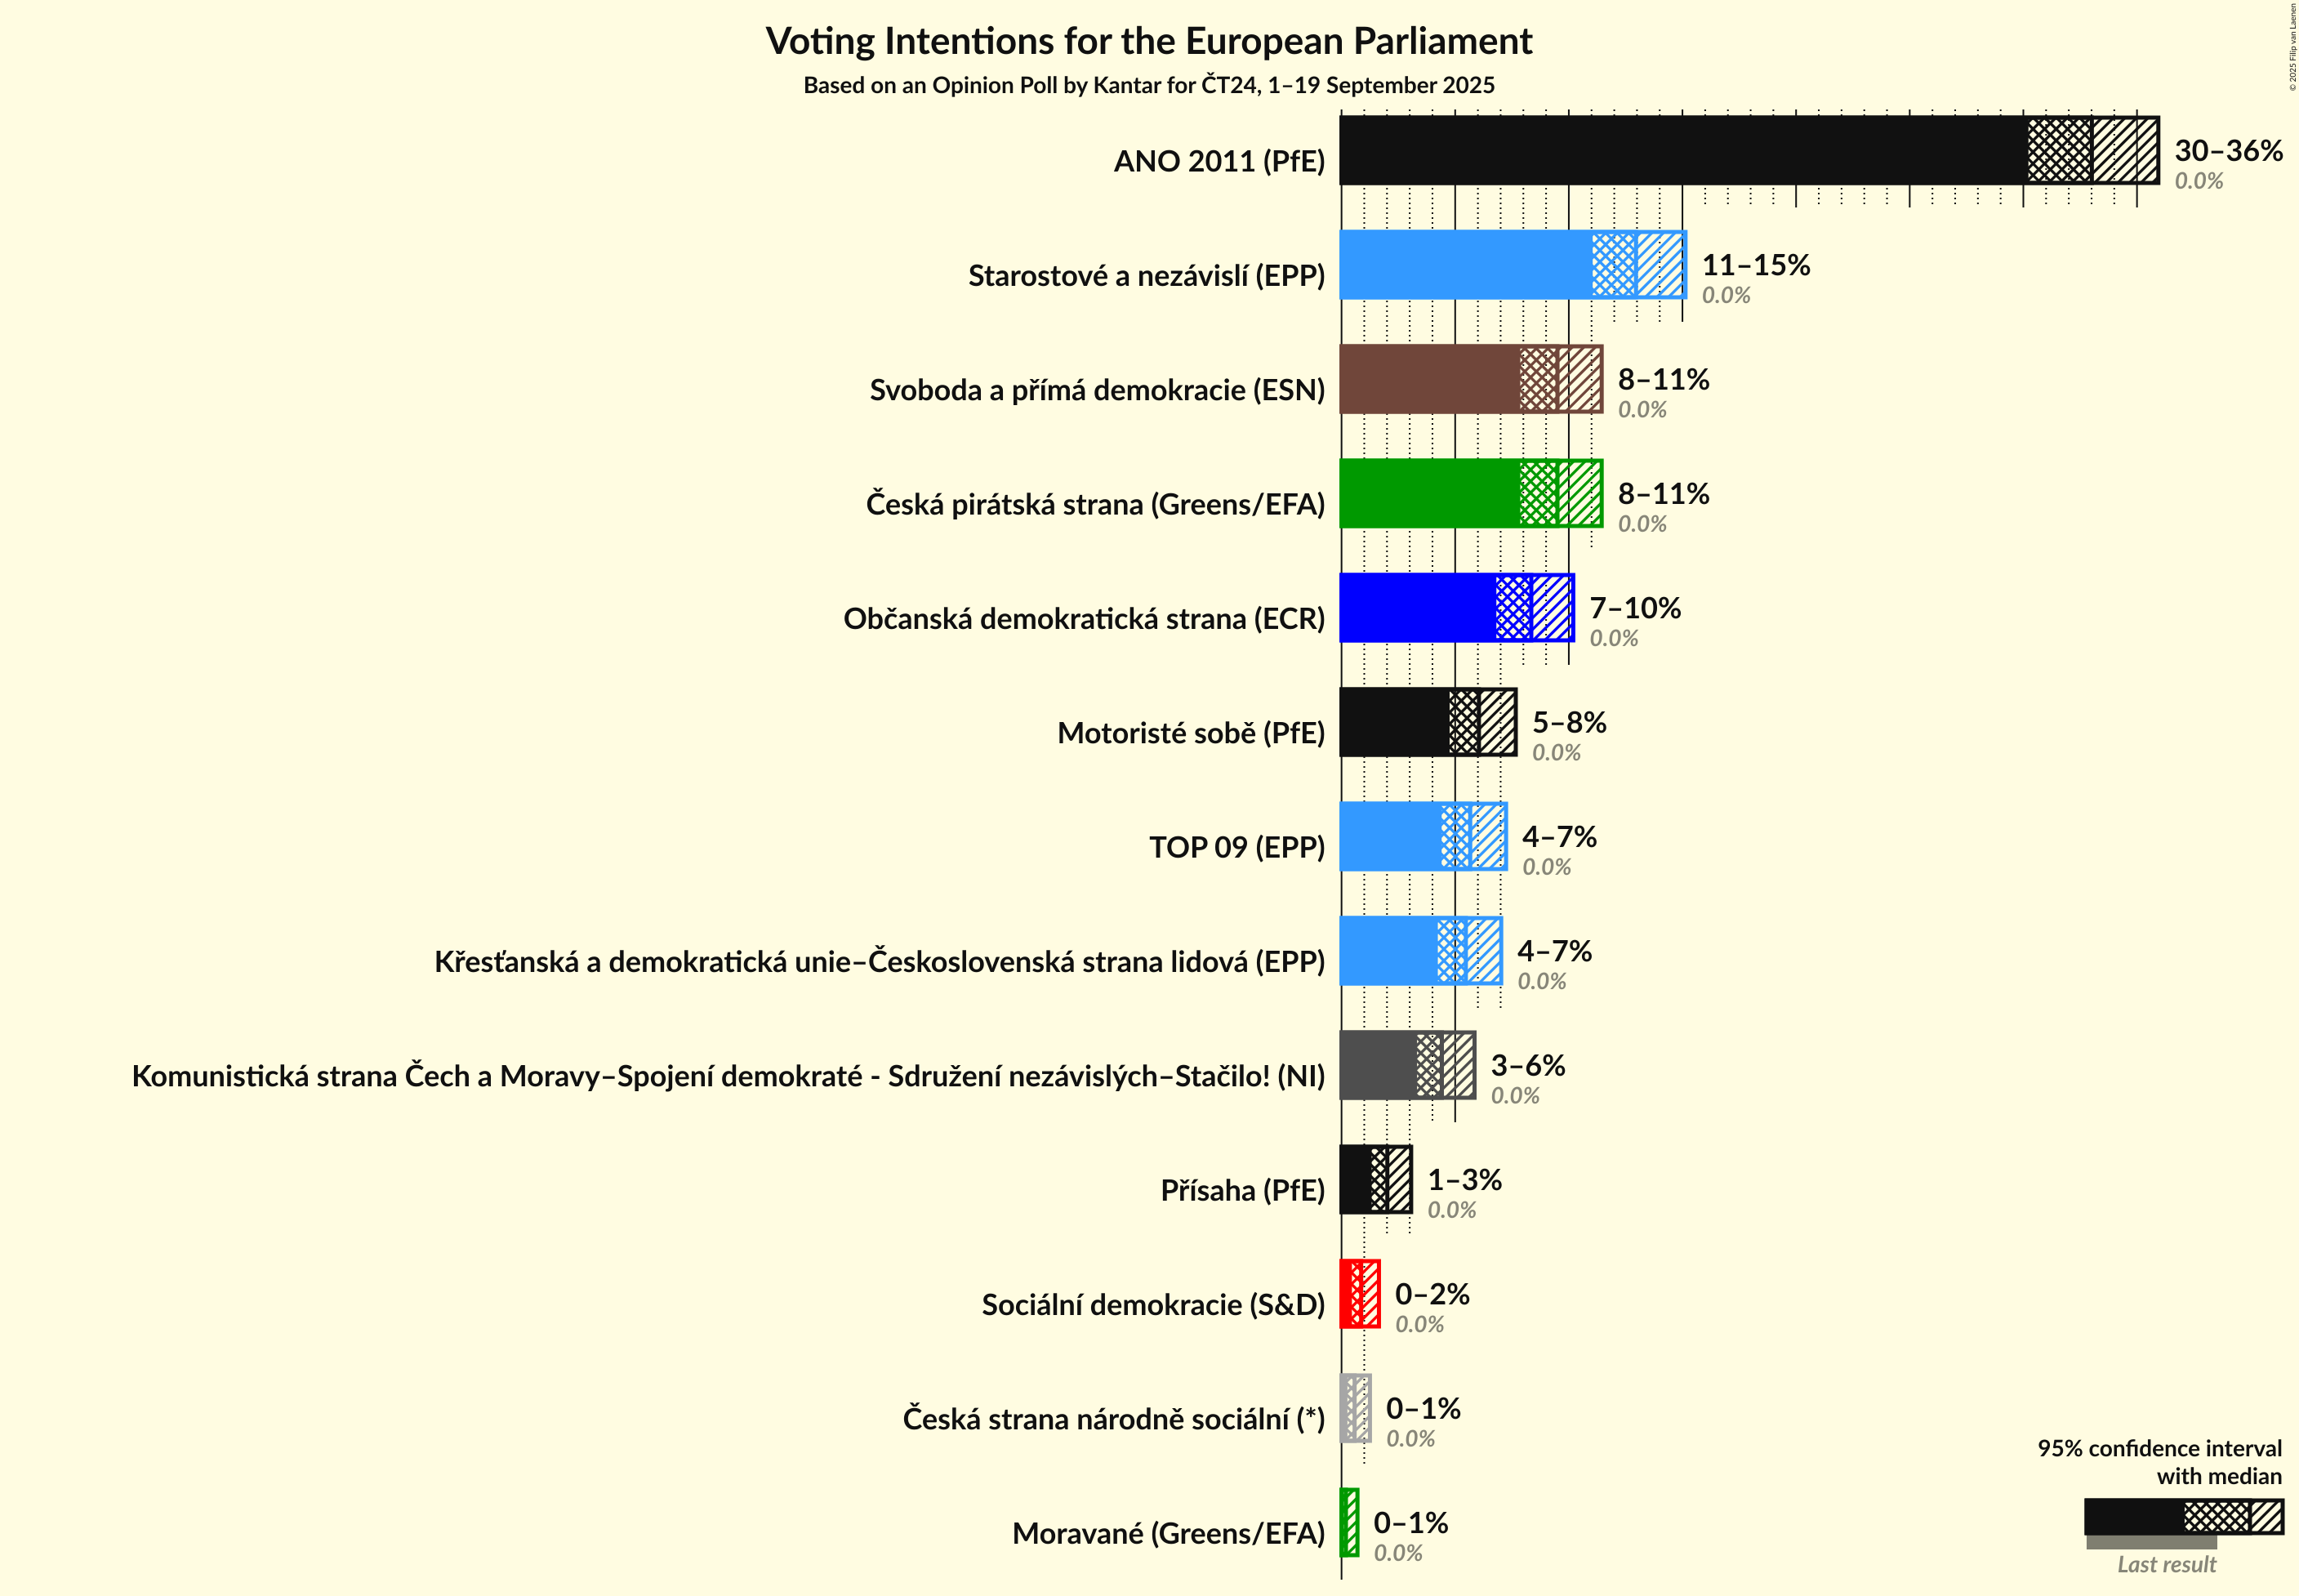 Voting Intentions for the European Parliament
Based on an Opinion Poll by Kantar for ČT24, 1–19 September 2025
© 2025 Filip van Laenen
ANO 2011 (PfE)
30–36%
0.0%
Starostové a nezávislí (EPP)
11–15%
0.0%
Svoboda a přímá demokracie (ESN)
8–11%
0.0%
Česká pirátská strana (Greens/EFA)
8–11%
0.0%
Občanská demokratická strana (ECR)
7–10%
0.0%
Motoristé sobě (PfE)
5–8%
0.0%
TOP 09 (EPP)
4–7%
0.0%
Křesťanská a demokratická unie–Československá strana lidová (EPP)
4–7%
0.0%
Komunistická strana Čech a Moravy–Spojení demokraté - Sdružení nezávislých–Stačilo! (NI)
3–6%
0.0%
Přísaha (PfE)
1–3%
0.0%
Sociální demokracie (S&D)
0–2%
0.0%
Česká strana národně sociální (*)
0–1%
0.0%
Moravané (Greens/EFA)
0–1%
0.0%
95% confidence interval
with median
Last result